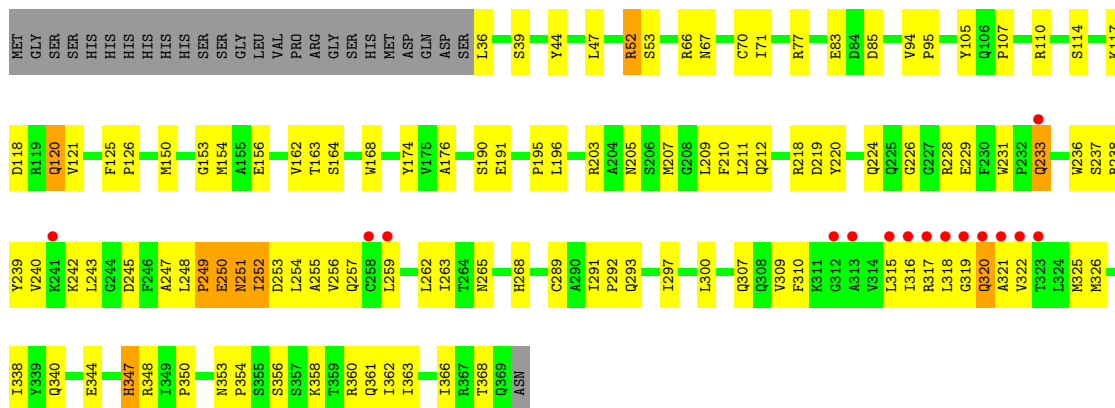 MET GLY SER SER HIS HIS HIS HIS HIS HIS SER SER GLY LEU VAL PRO ARG GLY SER HIS MET ASP GLN ASP SER L36 S39 Y44 L47 R52 S53 R66 N67 C70 I71 R77 E83 D84 D85 V94 P95 Y105 Q106 P107 R110 S114 K117
D118 R119 Q120 V121 F125 P126 M150 G153 M154 A155 E156 V162 T163 S164 W168 Y174 V175 A176 S190 E191 P195 L196 R203 A204 N205 S206 M207 G208 L209 F210 L211 Q212 R218 D219 Y220 Q224 Q225 G226 G227 R228 E229 F230 W231 P232 Q233 W236 S237 R238
Y239 V240 K241 K242 L243 G244 D245 F246 A247 L248 P249 E250 N251 I252 D253 L254 A255 V256 Q257 C258 L259 L262 I263 T264 N265 H268 C289 A290 I291 P292 Q293 I297 L300 Q307 Q308 V309 F310 K311 G312 A313 V314 L315 I316 R317 L318 G319 Q320 A321 V322 T323 L324 M325 M326
I338 Y339 Q340 E344 H347 R348 I349 P350 N353 P354 S355 S356 S357 K358 T359 R360 Q361 I362 I363 I366 R367 T368 Q369 ASN